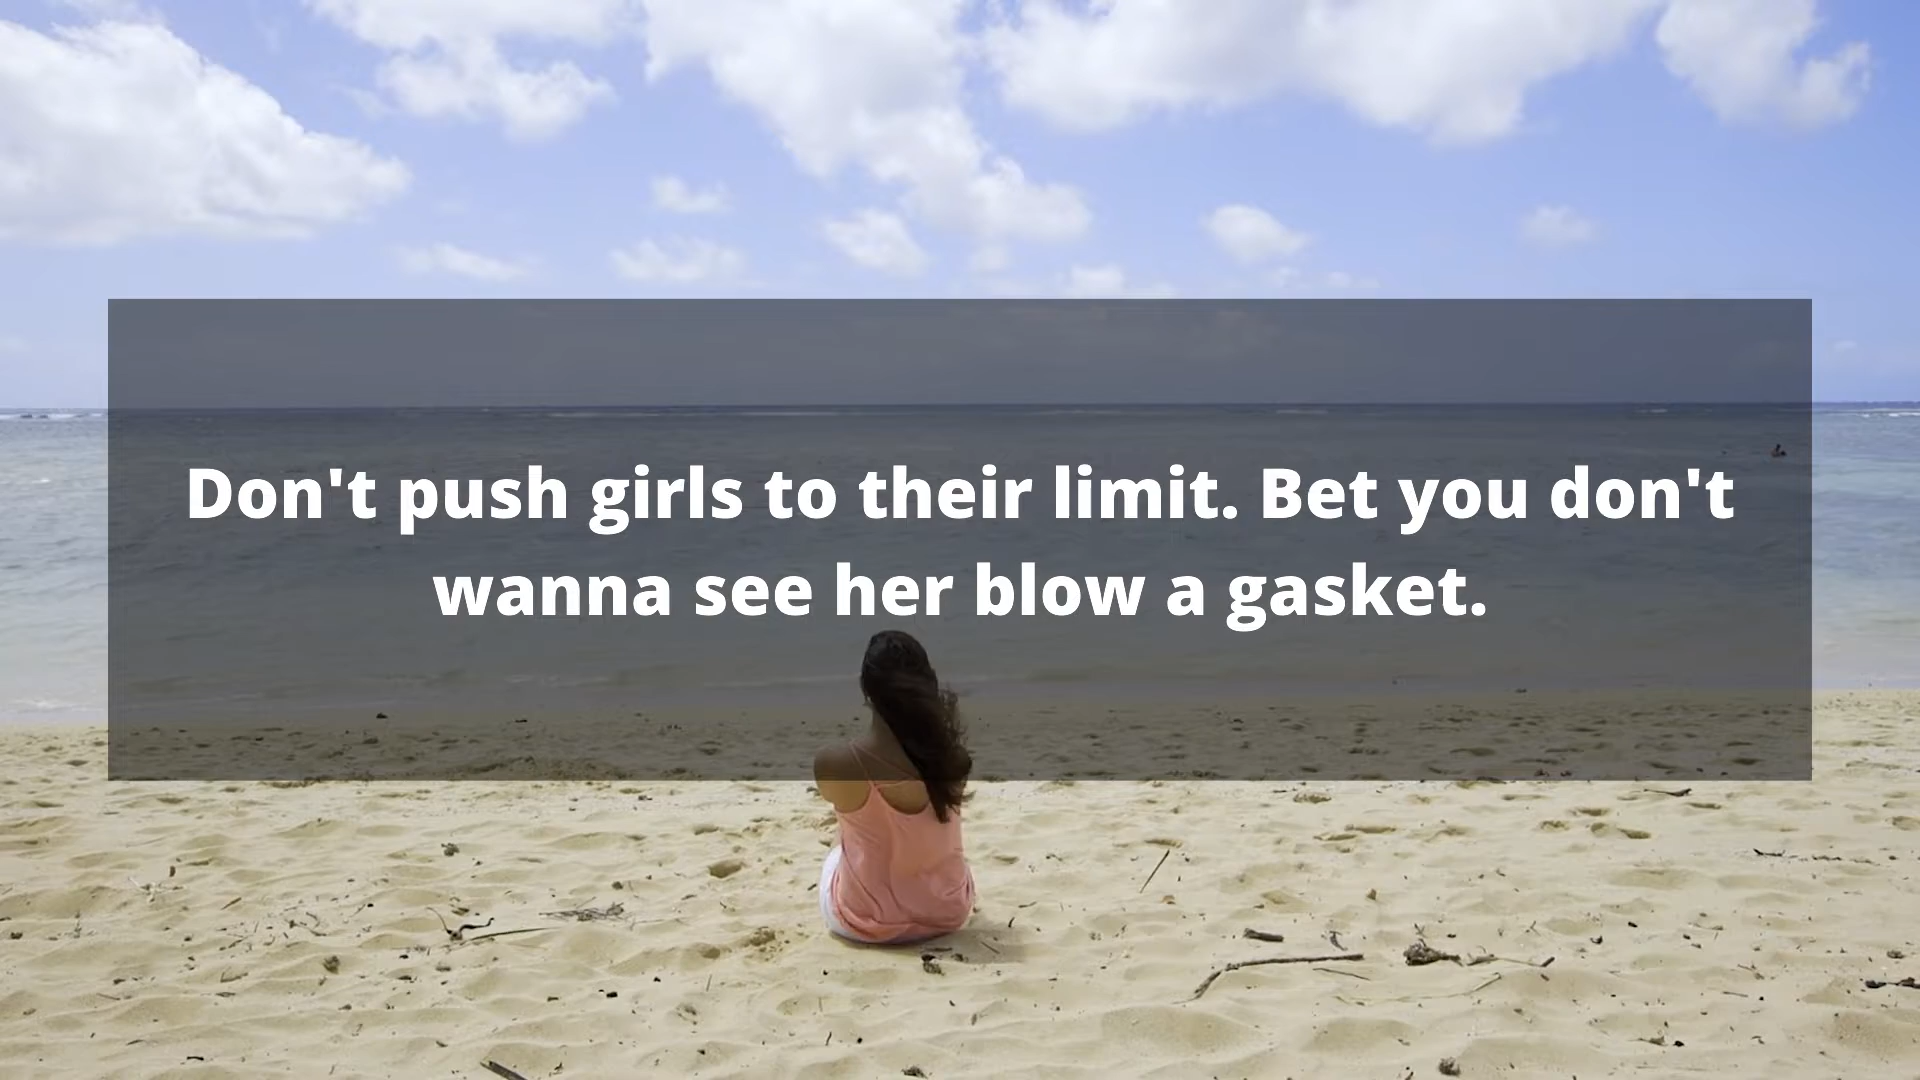 Don't push girls to their limit. Bet you don't
wanna see her blow a gasket.